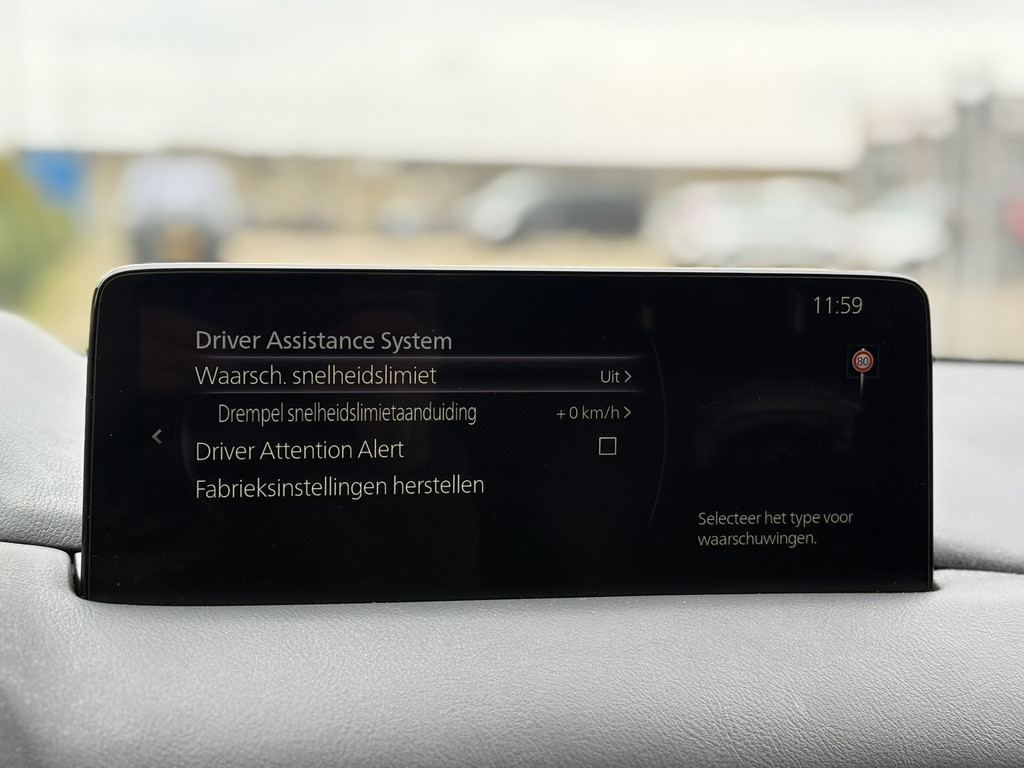 11:59
Driver Assistance System
80
Waarsch. snelheidslimiet Uit >
Drempel snelheidslimietaanduiding + 0 km/h >
<
Driver Attention Alert
Fabrieksinstellingen herstellen
Selecteer het type voor
waarschuwingen.